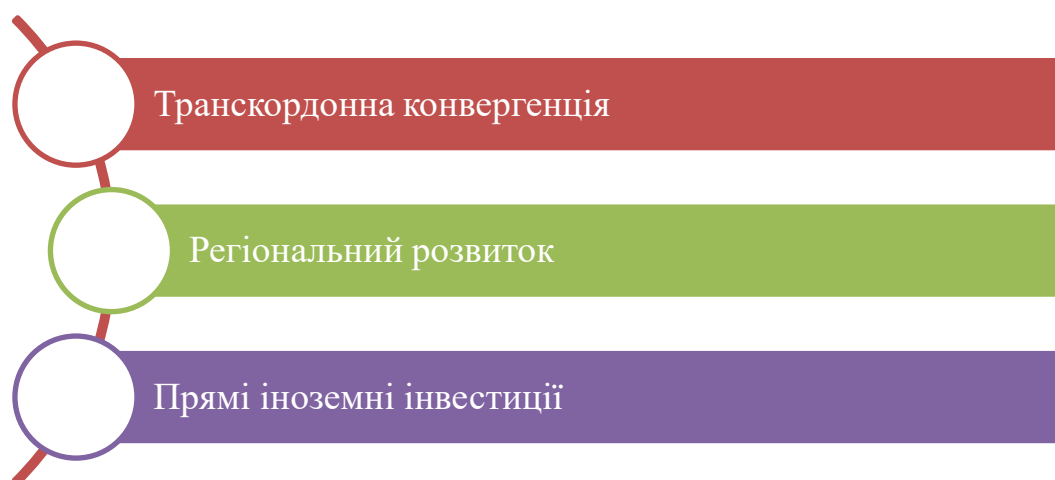 Транскордонна конвергенція
Регіональний розвиток
Прямі іноземні інвестиції